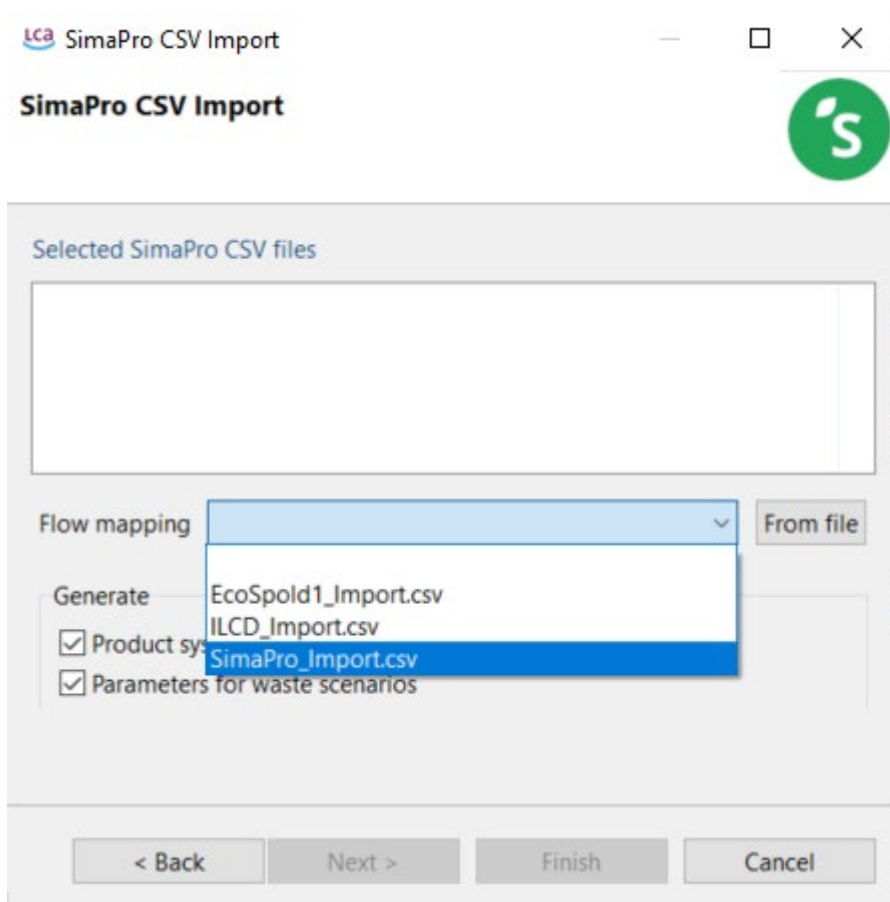 LCa SimaPro CSV Import
SimaPro CSV Import
S
Selected SimaPro CSV files
Flow mapping From file
EcoSpold1_Import.csv
Generate
ILCD_Import.csv
Product sys
SimaPro_Import.csv
Parameters for waste scenarios
< Back Next > Finish Cancel